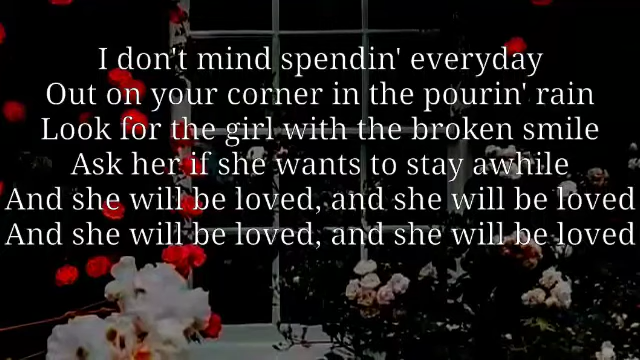 I don't mind spendin' everyday
Out on your corner in the pourin' rain
Look for the girl with the broken smile
Ask her if she wants to stay awhile
And she will be loved, and she will be loved
And she will be loved, and she will be loved